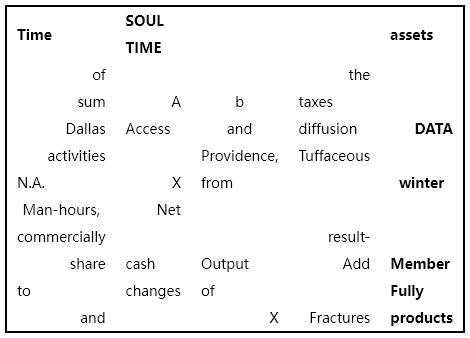 Time SOUL TIME assets
of the
sum A b taxes
Dallas Access and diffusion DATA
activities Providence, Tuffaceous
N.A. X from winter
Man-hours, Net
commercially result-
share cash Output Add Member
to changes of Fully
and X Fractures products